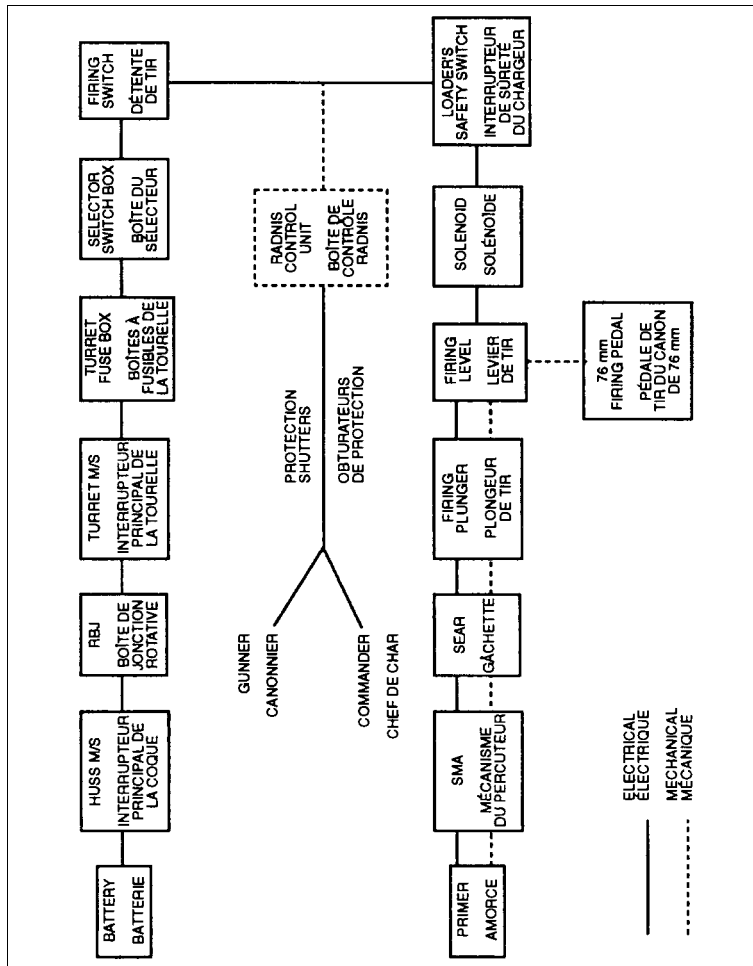 BATTERY
BATTERIE
HUSS M/S
INTERRUPTEUR
PRINCIPAL DE
LA COQUE
RBJ
BOÎTE DE
JONCTION
ROTATIVE
TURRET M/S
INTERRUPTEUR
PRINCIPAL DE
LA TOURELLE
TURRET
FUSE BOX
BOÎTES À
FUSIBLES DE
LA TOURELLE
SELECTOR
SWITCH BOX
BOÎTE DU
SÉLECTEUR
FIRING
SWITCH
DÉTENTE
DE TIR
GUNNER
CANONNIER
COMMANDER
CHEF DE CHAR
PROTECTION
SHUTTERS
OBTURATEURS
DE PROTECTION
RADNIS
CONTROL
UNIT
BOÎTE DE
CONTRÔLE
RADNIS
PRIMER
AMORCE
SMA
MÉCANISME
DU PERCUTEUR
SEAR
GÂCHETTE
FIRING
PLUNGER
PLONGEUR
DE TIR
FIRING
LEVEL
LEVIER
DE TIR
SOLENOID
SOLÉNOÏDE
LOADER'S
SAFETY SWITCH
INTERRUPTEUR
DE SÛRETÉ
DU CHARGEUR
76 mm
FIRING PEDAL
PÉDALE DE
TIR DU CANON
DE 76 mm
ELECTRICAL
ÉLECTRIQUE
MECHANICAL
MÉCANIQUE